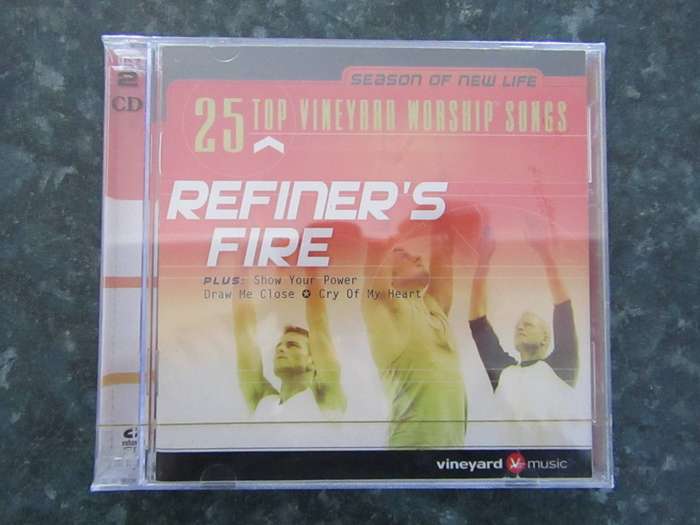 2
CD
SEASON OF NEW LIFE
25 TOP VINEYARD WORSHIP™ SONGS
REFINER'S
FIRE
PLUS: Show Your Power
Draw Me Close ✪ Cry Of My Heart
vineyard music